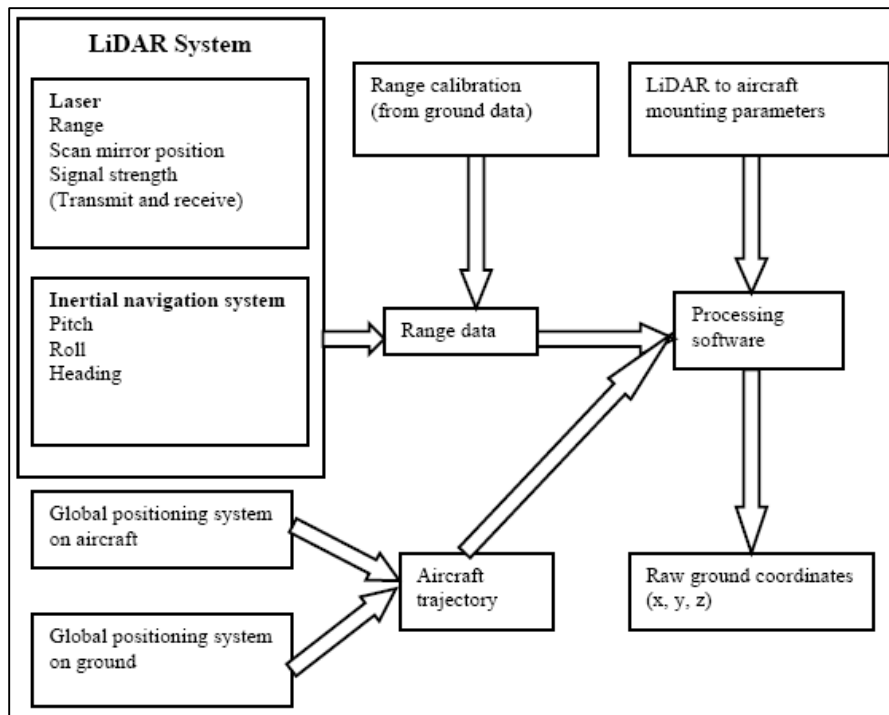 LiDAR System
Laser
Range
Scan mirror position
Signal strength
(Transmit and receive)
Inertial navigation system
Pitch
Roll
Heading
Range calibration
(from ground data)
LiDAR to aircraft
mounting parameters
Range data
Processing
software
Global positioning system
on aircraft
Global positioning system
on ground
Aircraft
trajectory
Raw ground coordinates
(x, y, z)